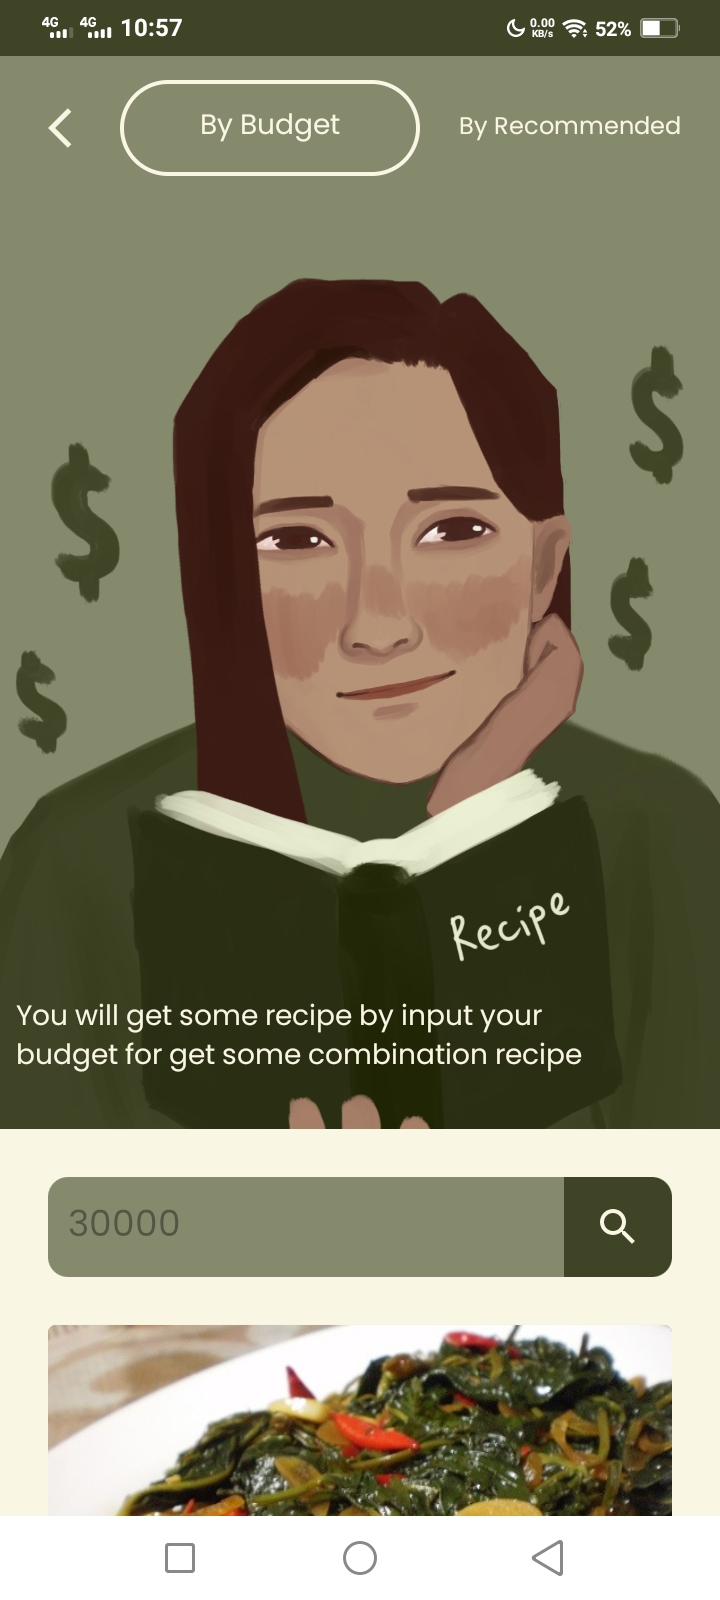 4G 4G 10:57 0.00 KB/s 52%
By Budget By Recommended
$
$
$
$
Recipe
You will get some recipe by input your
budget for get some combination recipe
30000